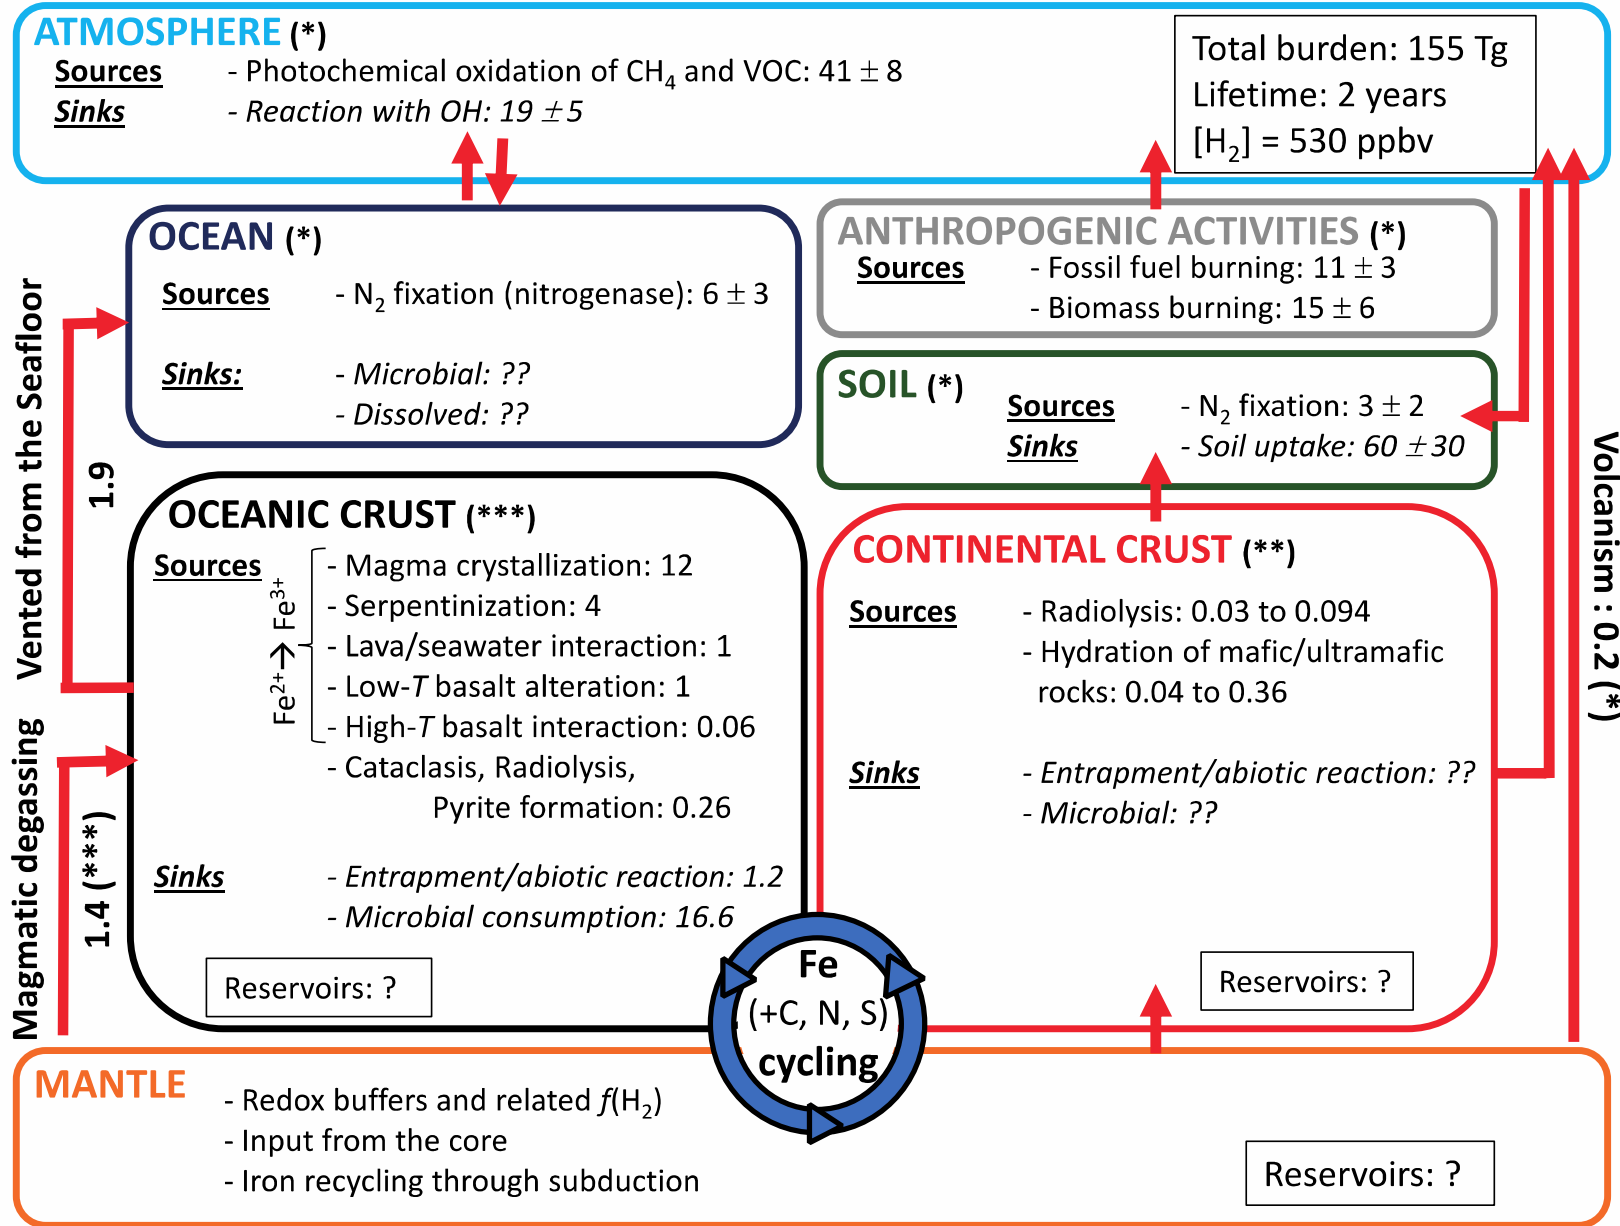 ATMOSPHERE (*)
Sources - Photochemical oxidation of CH4 and VOC: 41 ± 8
Sinks - Reaction with OH: 19 ± 5
Total burden: 155 Tg
Lifetime: 2 years
[H2] = 530 ppbv
OCEAN (*)
Sources - N2 fixation (nitrogenase): 6 ± 3
Sinks: - Microbial: ??
- Dissolved: ??
ANTHROPOGENIC ACTIVITIES (*)
Sources - Fossil fuel burning: 11 ± 3
- Biomass burning: 15 ± 6
SOIL (*)
Sources - N2 fixation: 3 ± 2
Sinks - Soil uptake: 60 ± 30
Vented from the Seafloor
1.9
OCEANIC CRUST (***)
Sources - Magma crystallization: 12
- Serpentinization: 4
- Lava/seawater interaction: 1
- Low-T basalt alteration: 1
- High-T basalt interaction: 0.06
Fe2+→ Fe3+
- Cataclasis, Radiolysis,
Pyrite formation: 0.26
Sinks - Entrapment/abiotic reaction: 1.2
- Microbial consumption: 16.6
Reservoirs: ?
Magmatic degassing
1.4 (***)
CONTINENTAL CRUST (**)
Sources - Radiolysis : 0.03 to 0.094
- Hydration of mafic/ultramafic
rocks: 0.04 to 0.36
Sinks - Entrapment/abiotic reaction: ??
- Microbial: ??
Reservoirs: ?
Volcanism : 0.2 (*)
Fe
(+C, N, S)
cycling
MANTLE
- Redox buffers and related f(H2)
- Input from the core
- Iron recycling through subduction
Reservoirs: ?